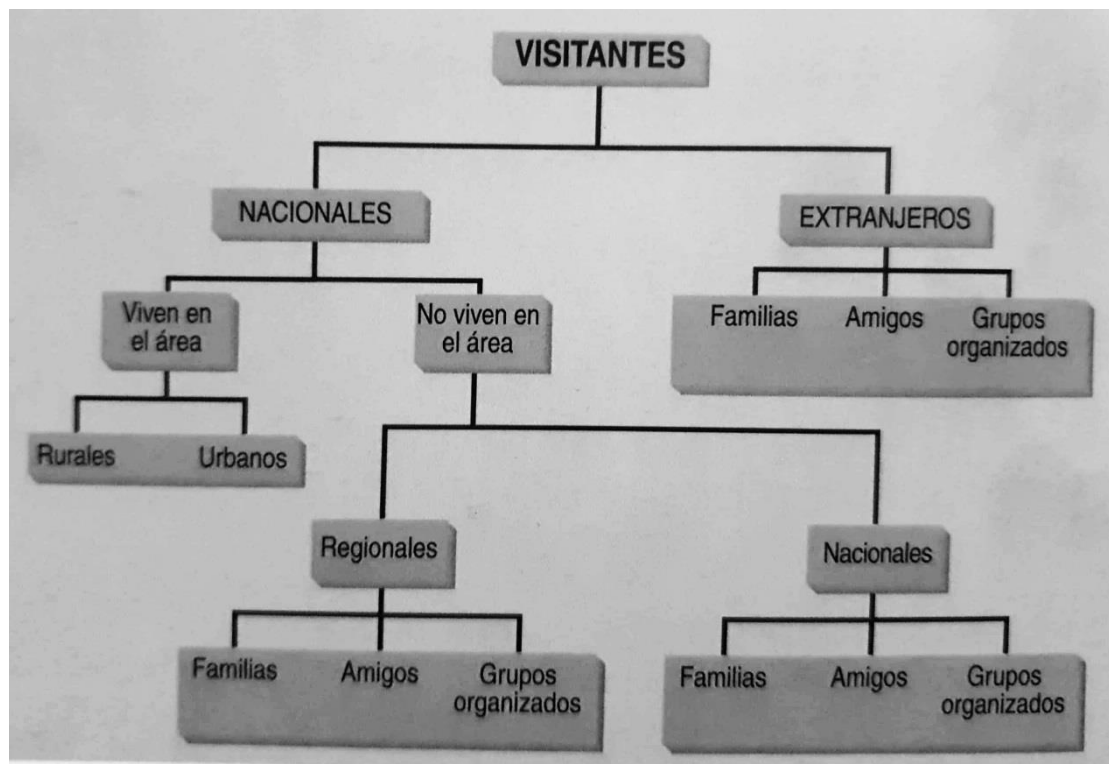 VISITANTES
NACIONALES
EXTRANJEROS
Viven en
el área
No viven en
el área
Familias
Amigos
Grupos
organizados
Rurales
Urbanos
Regionales
Nacionales
Familias
Amigos
Grupos
organizados
Familias
Amigos
Grupos
organizados